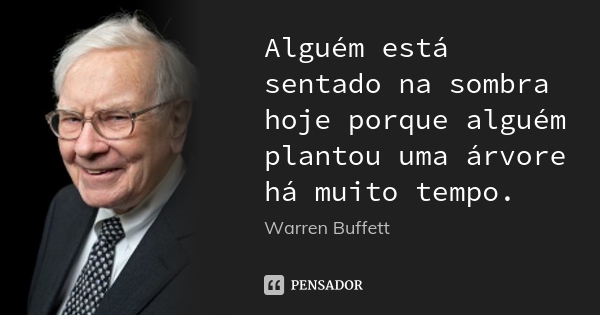 Alguém está
sentado na sombra
hoje porque alguém
plantou uma árvore
há muito tempo.
Warren Buffett
PENSADOR